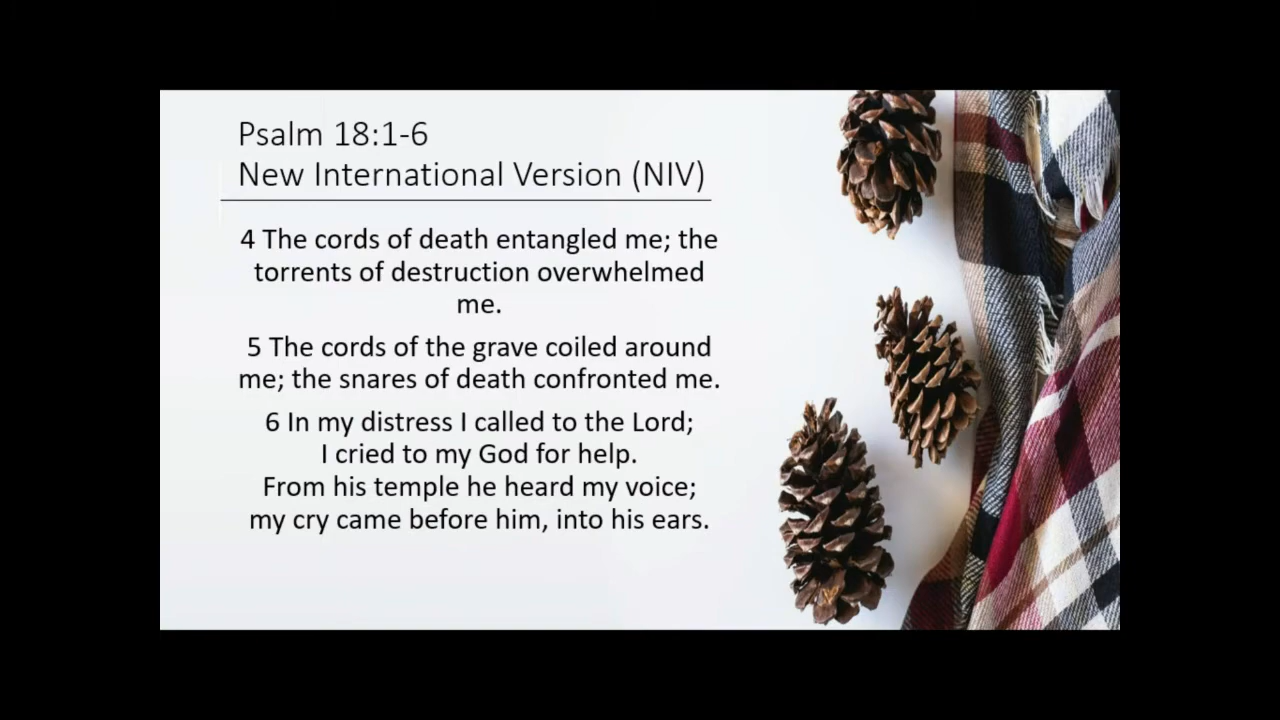 Psalm 18:1-6
New International Version (NIV)
4 The cords of death entangled me; the
torrents of destruction overwhelmed
me.
5 The cords of the grave coiled around
me; the snares of death confronted me.
6 In my distress I called to the Lord;
I cried to my God for help.
From his temple he heard my voice;
my cry came before him, into his ears.